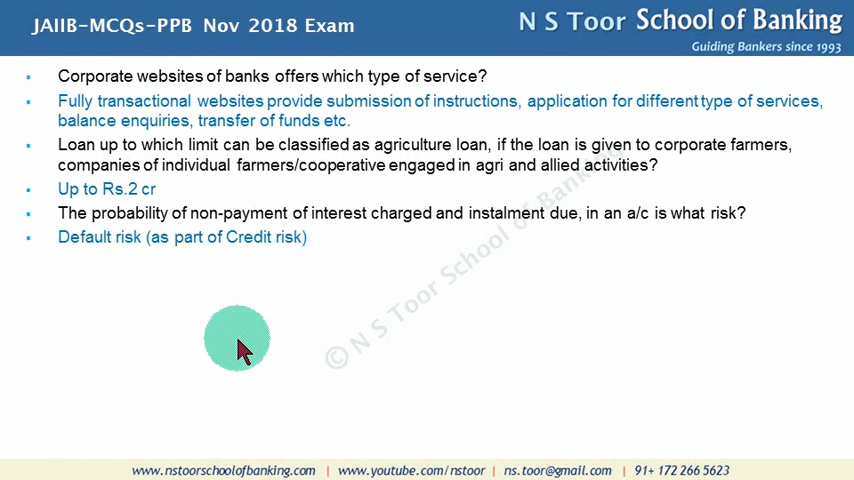 JAIIB-MCQs-PPB Nov 2018 Exam
N S Toor School of Banking
Guiding Bankers since 1993
Corporate websites of banks offers which type of service?
Fully transactional websites provide submission of instructions, application for different type of services,
balance enquiries, transfer of funds etc.
Loan up to which limit can be classified as agriculture loan, if the loan is given to corporate farmers,
companies of individual farmers/cooperative engaged in agri and allied activities?
Up to Rs.2 cr
The probability of non-payment of interest charged and instalment due, in an a/c is what risk?
Default risk (as part of Credit risk)
© N S Toor School of Banking
www.nstoorschoolofbanking.com | www.youtube.com/nstoor | ns.toor@gmail.com | 91+ 172 266 5623